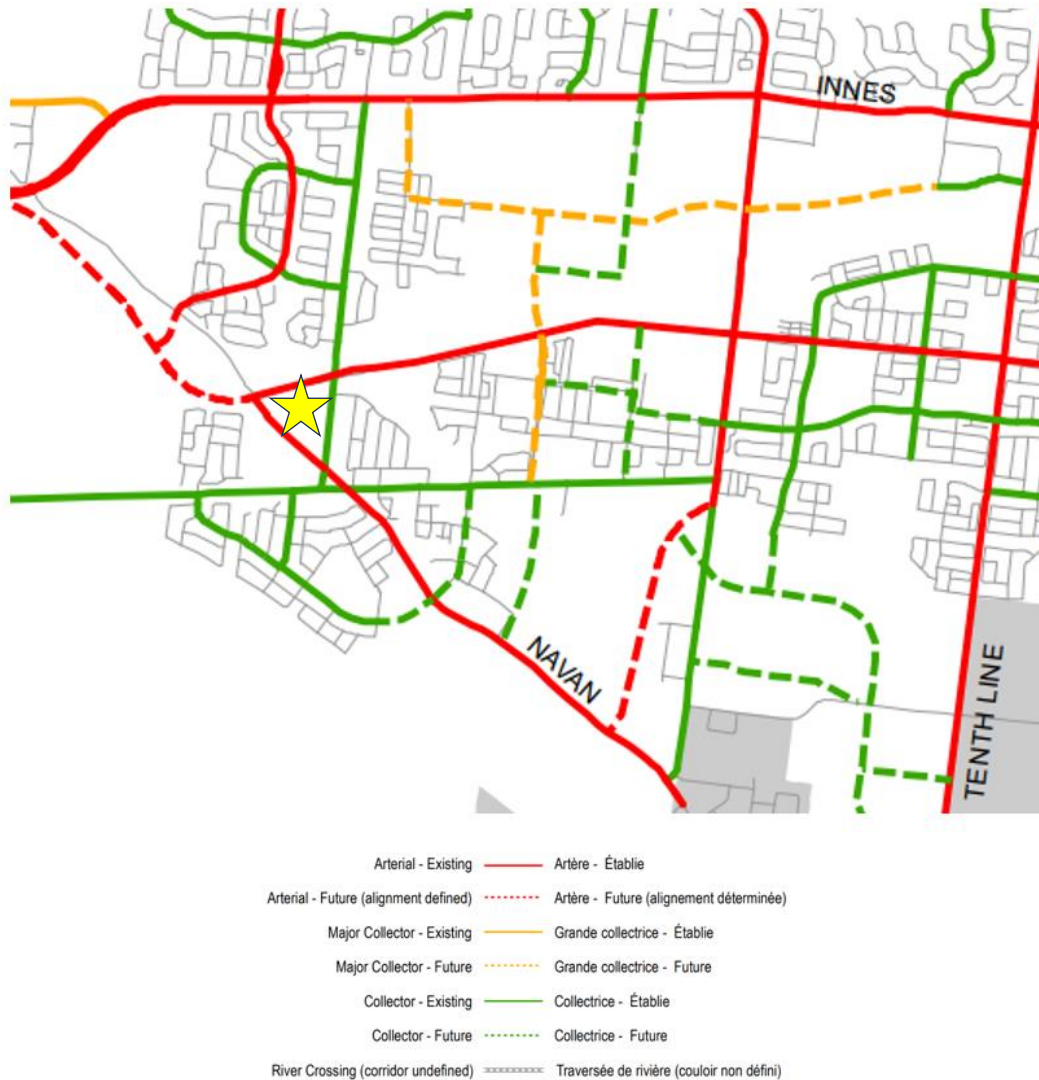 INNES
NAVAN
TENTH LINE
Arterial - Existing Artère - Établie
Arterial - Future (alignment defined) Artère - Future (alignement déterminée)
Major Collector - Existing Grande collectrice - Établie
Major Collector - Future Grande collectrice - Future
Collector - Existing Collectrice - Établie
Collector - Future Collectrice - Future
River Crossing (corridor undefined) Traversée de rivière (couloir non défini)